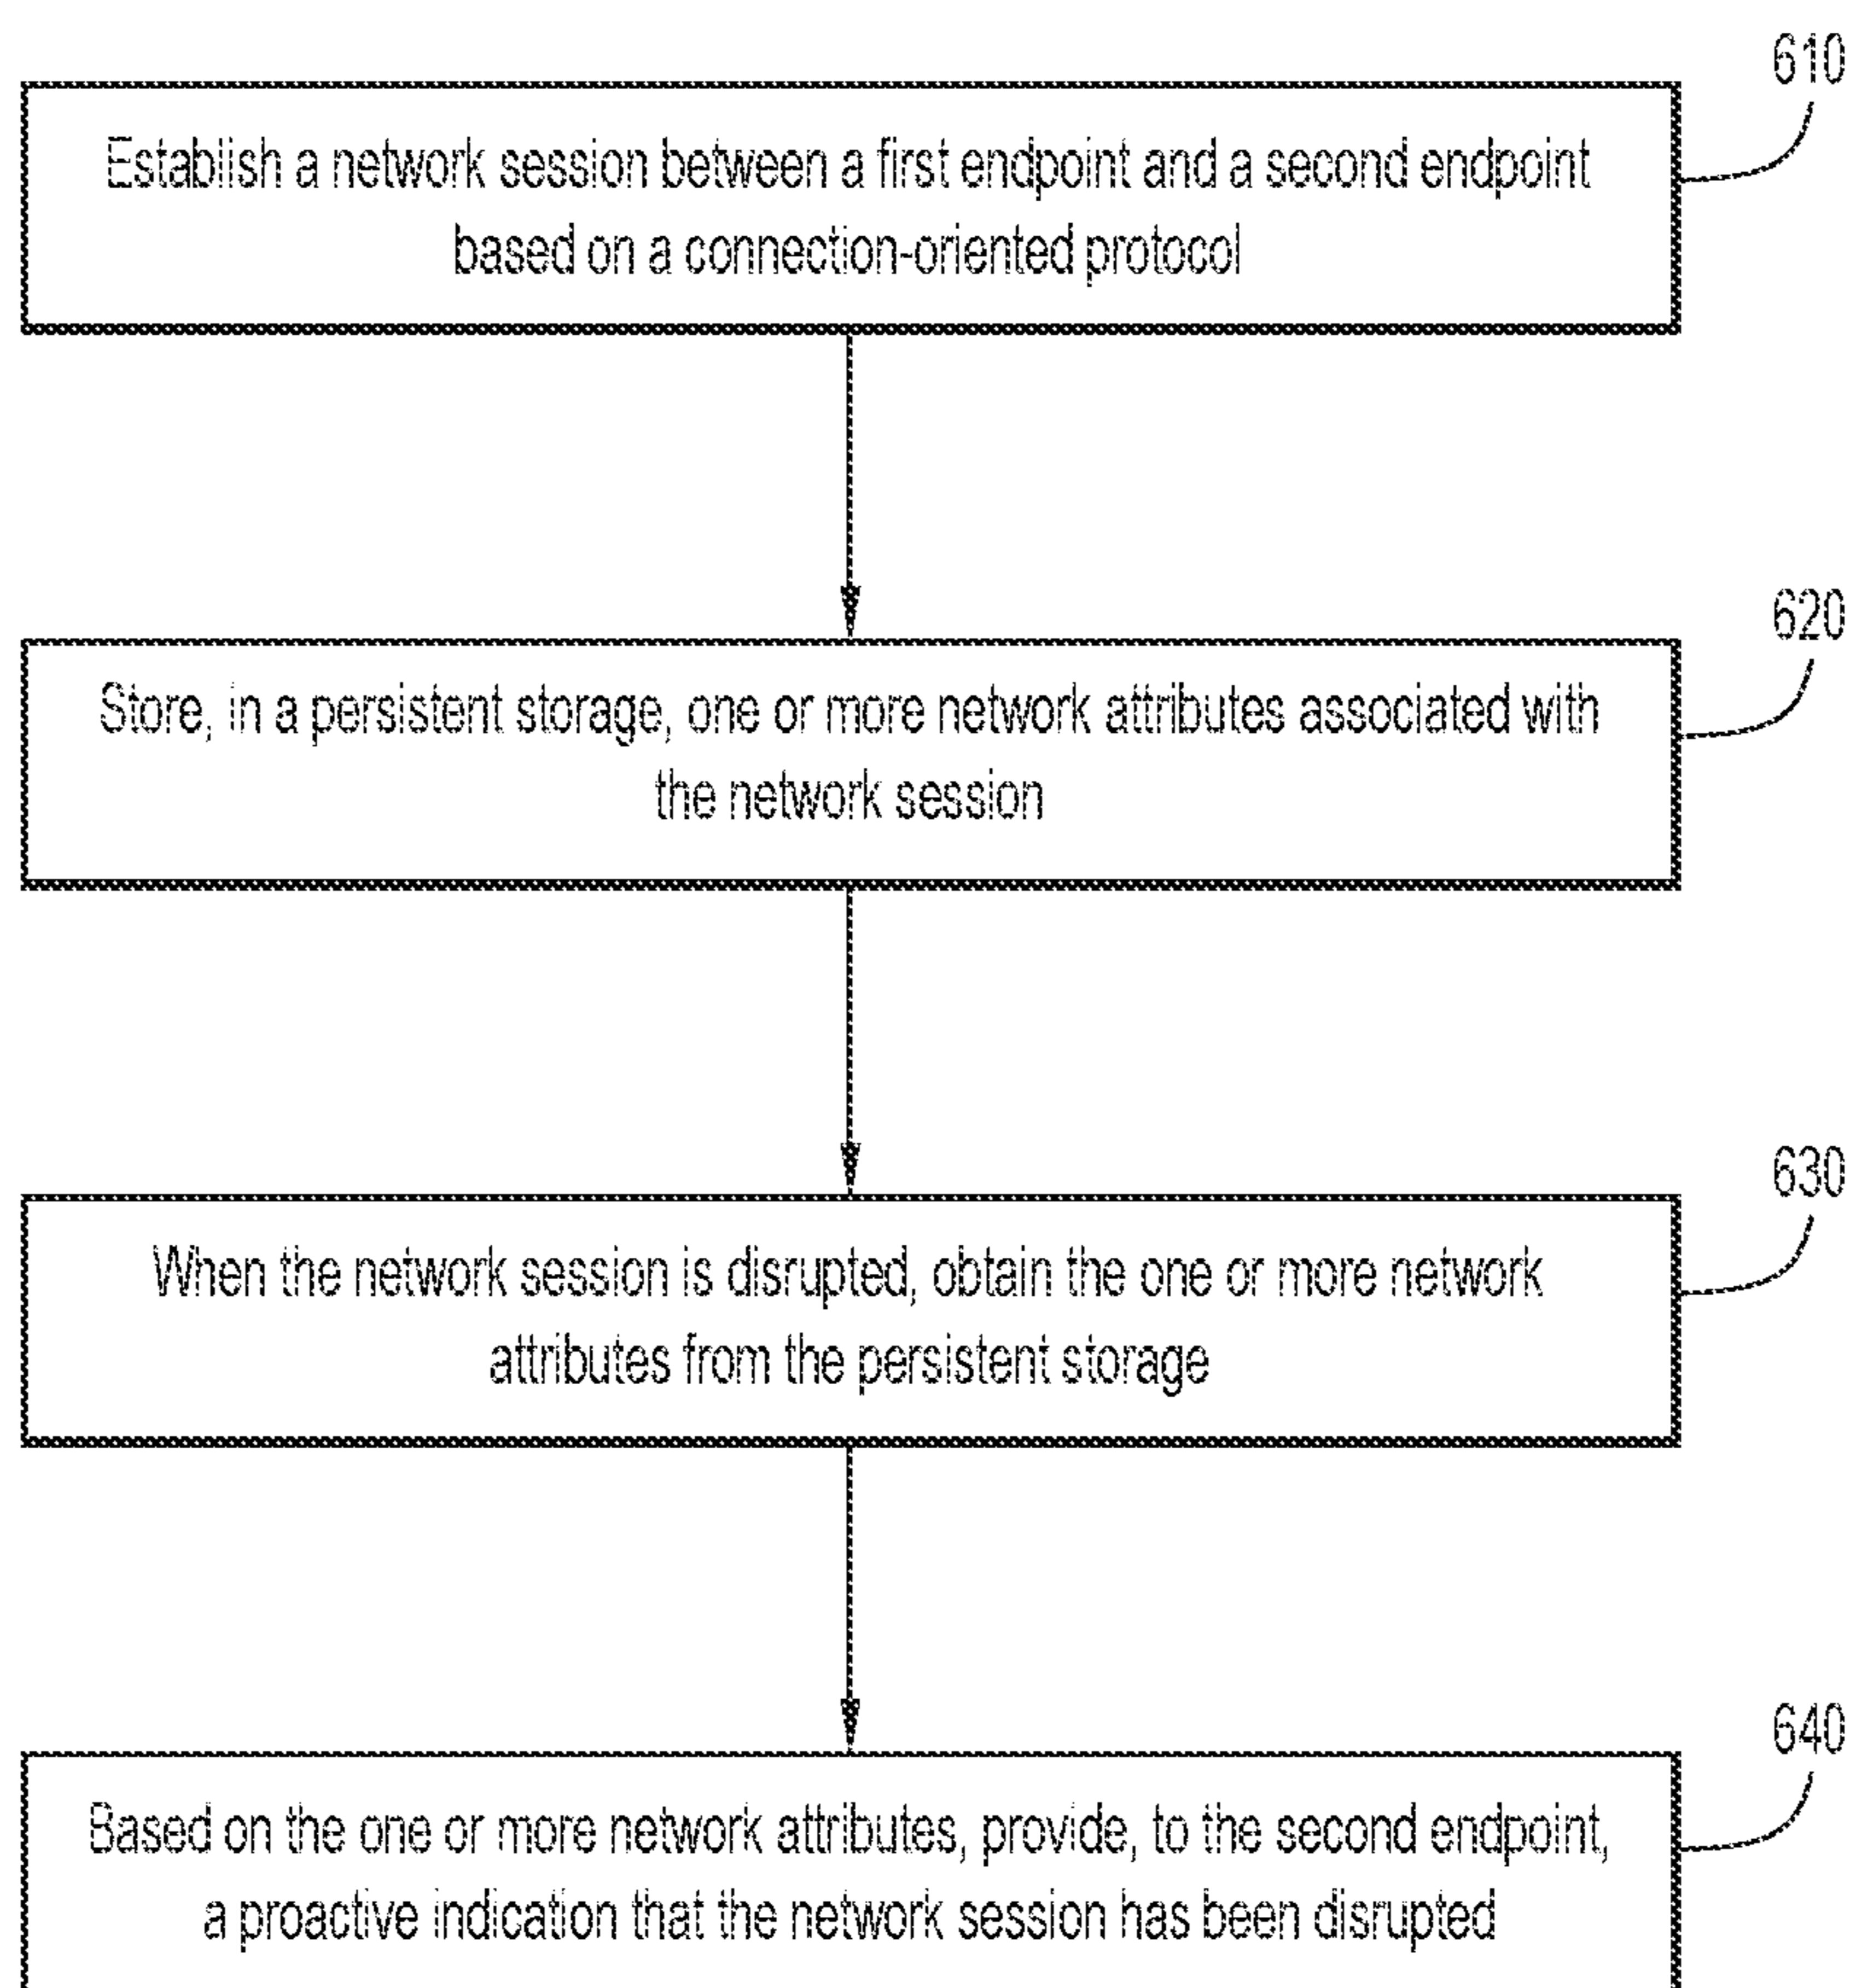 610
Establish a network session between a first endpoint and a second endpoint
based on a connection-oriented protocol
620
Store, in a persistent storage, one or more network attributes associated with
the network session
630
When the network session is disrupted, obtain the one or more network
attributes from the persistent storage
640
Based on the one or more network attributes, provide, to the second endpoint,
a proactive indication that the network session has been disrupted